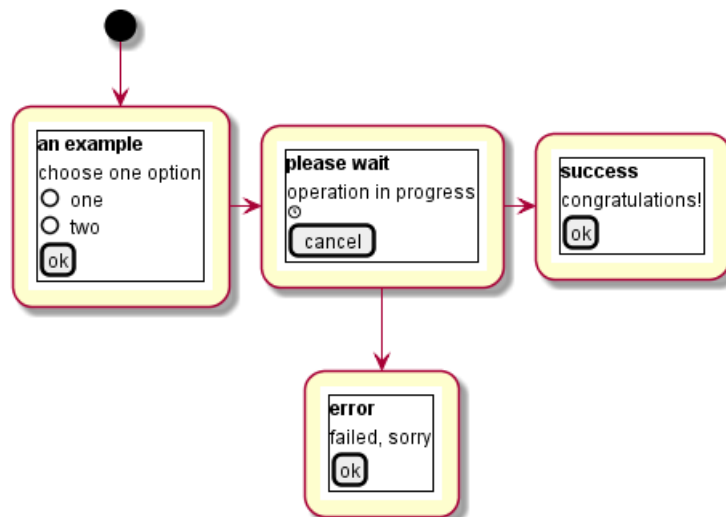 an example
choose one option
one
two
ok
please wait
operation in progress
cancel
success
congratulations!
ok
error
failed, sorry
ok